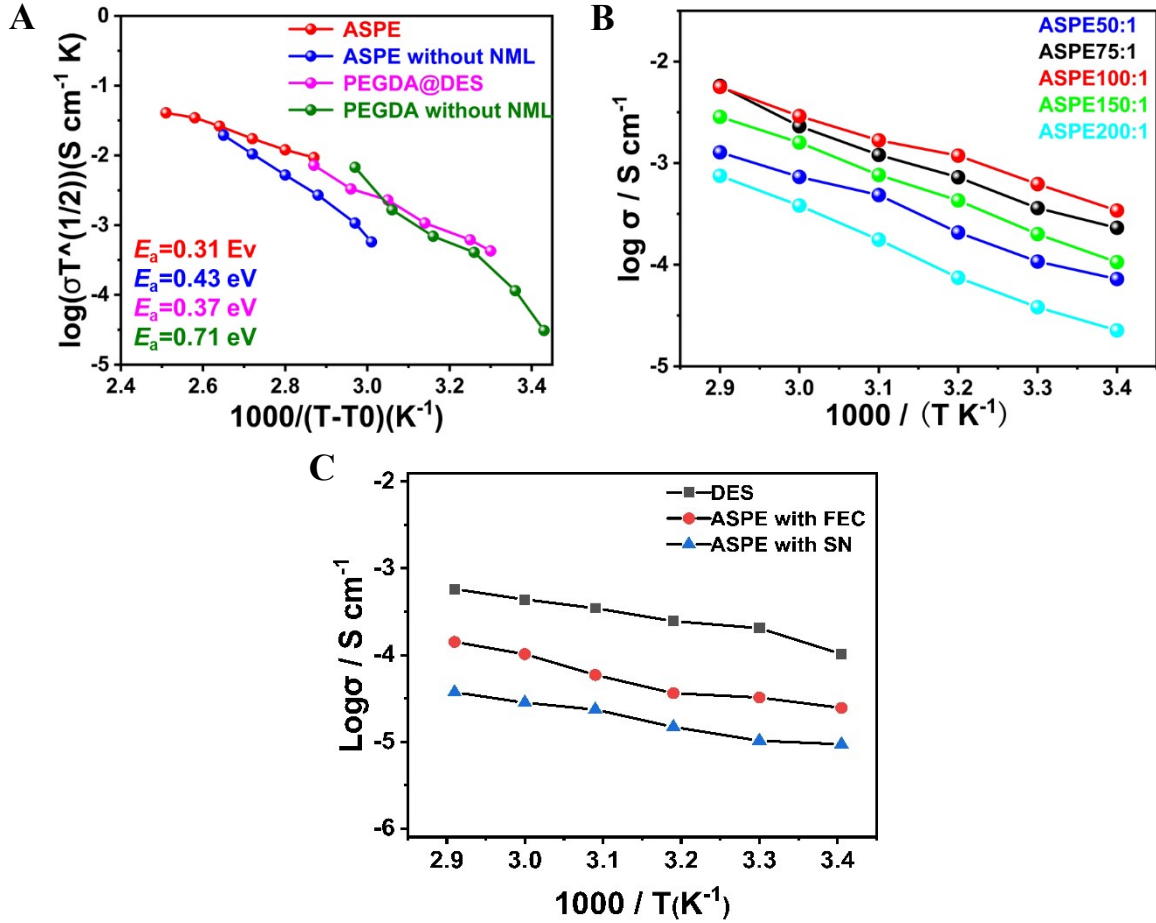 A
log(σT^(1/2))(S cm-1 K)
0
-1
-2
-3
-4
-5
ASPE
ASPE without NML
PEGDA@DES
PEGDA without NML
Ea=0.31 Ev
Ea=0.43 eV
Ea=0.37 eV
Ea=0.71 eV
2.4 2.6 2.8 3.0 3.2 3.4
1000/(T-T0)(K-1)
B
log σ / S cm-1
-2
-3
-4
-5
ASPE50:1
ASPE75:1
ASPE100:1
ASPE150:1
ASPE200:1
2.9 3.0 3.1 3.2 3.3 3.4
1000 / (T K-1)
C
Logσ / S cm-1
-2
-3
-4
-5
-6
DES
ASPE with FEC
ASPE with SN
2.9 3.0 3.1 3.2 3.3 3.4
1000 / T(K-1)